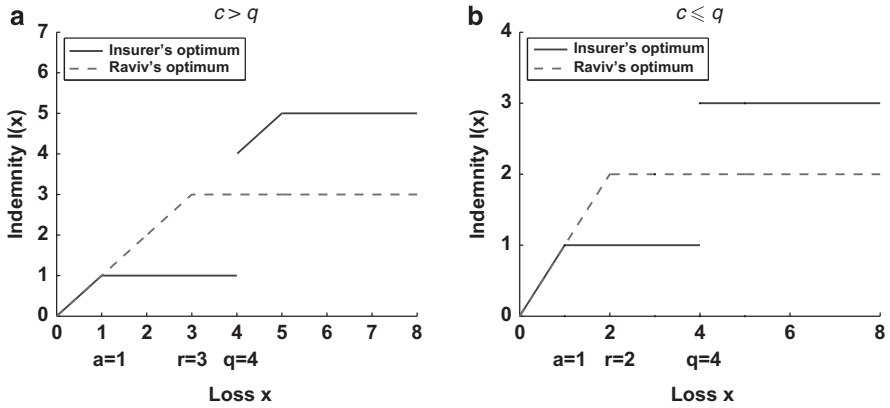 a
c > q
Insurer's optimum
Raviv's optimum
Indemnity I(x)
7
6
5
4
3
2
1
0
0 1 2 3 4 5 6 7 8
a=1 r=3 q=4
Loss x
b
c ⩽ q
Insurer's optimum
Raviv's optimum
Indemnity I(x)
4
3
2
1
0
0 2 4 6 8
a=1 r=2 q=4
Loss x